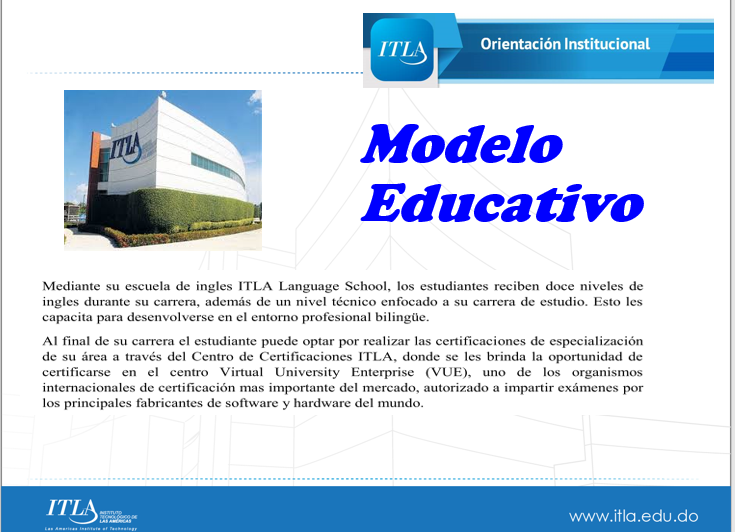 ITLA
Orientación Institucional
ITLA
Modelo
Educativo
Mediante su escuela de ingles ITLA Language School, los estudiantes reciben doce niveles de
ingles durante su carrera, además de un nivel técnico enfocado a su carrera de estudio. Esto les
capacita para desenvolverse en el entorno profesional bilingüe.
Al final de su carrera el estudiante puede optar por realizar las certificaciones de especialización
de su área a través del Centro de Certificaciones ITLA, donde se les brinda la oportunidad de
certificarse en el centro Virtual University Enterprise (VUE), uno de los organismos
internacionales de certificación mas importante del mercado, autorizado a impartir exámenes por
los principales fabricantes de software y hardware del mundo.
ITLA
INSTITUTO
TECNOLÓGICO DE
LAS AMÉRICAS
Las Americas Institute of Technology
www.itla.edu.do